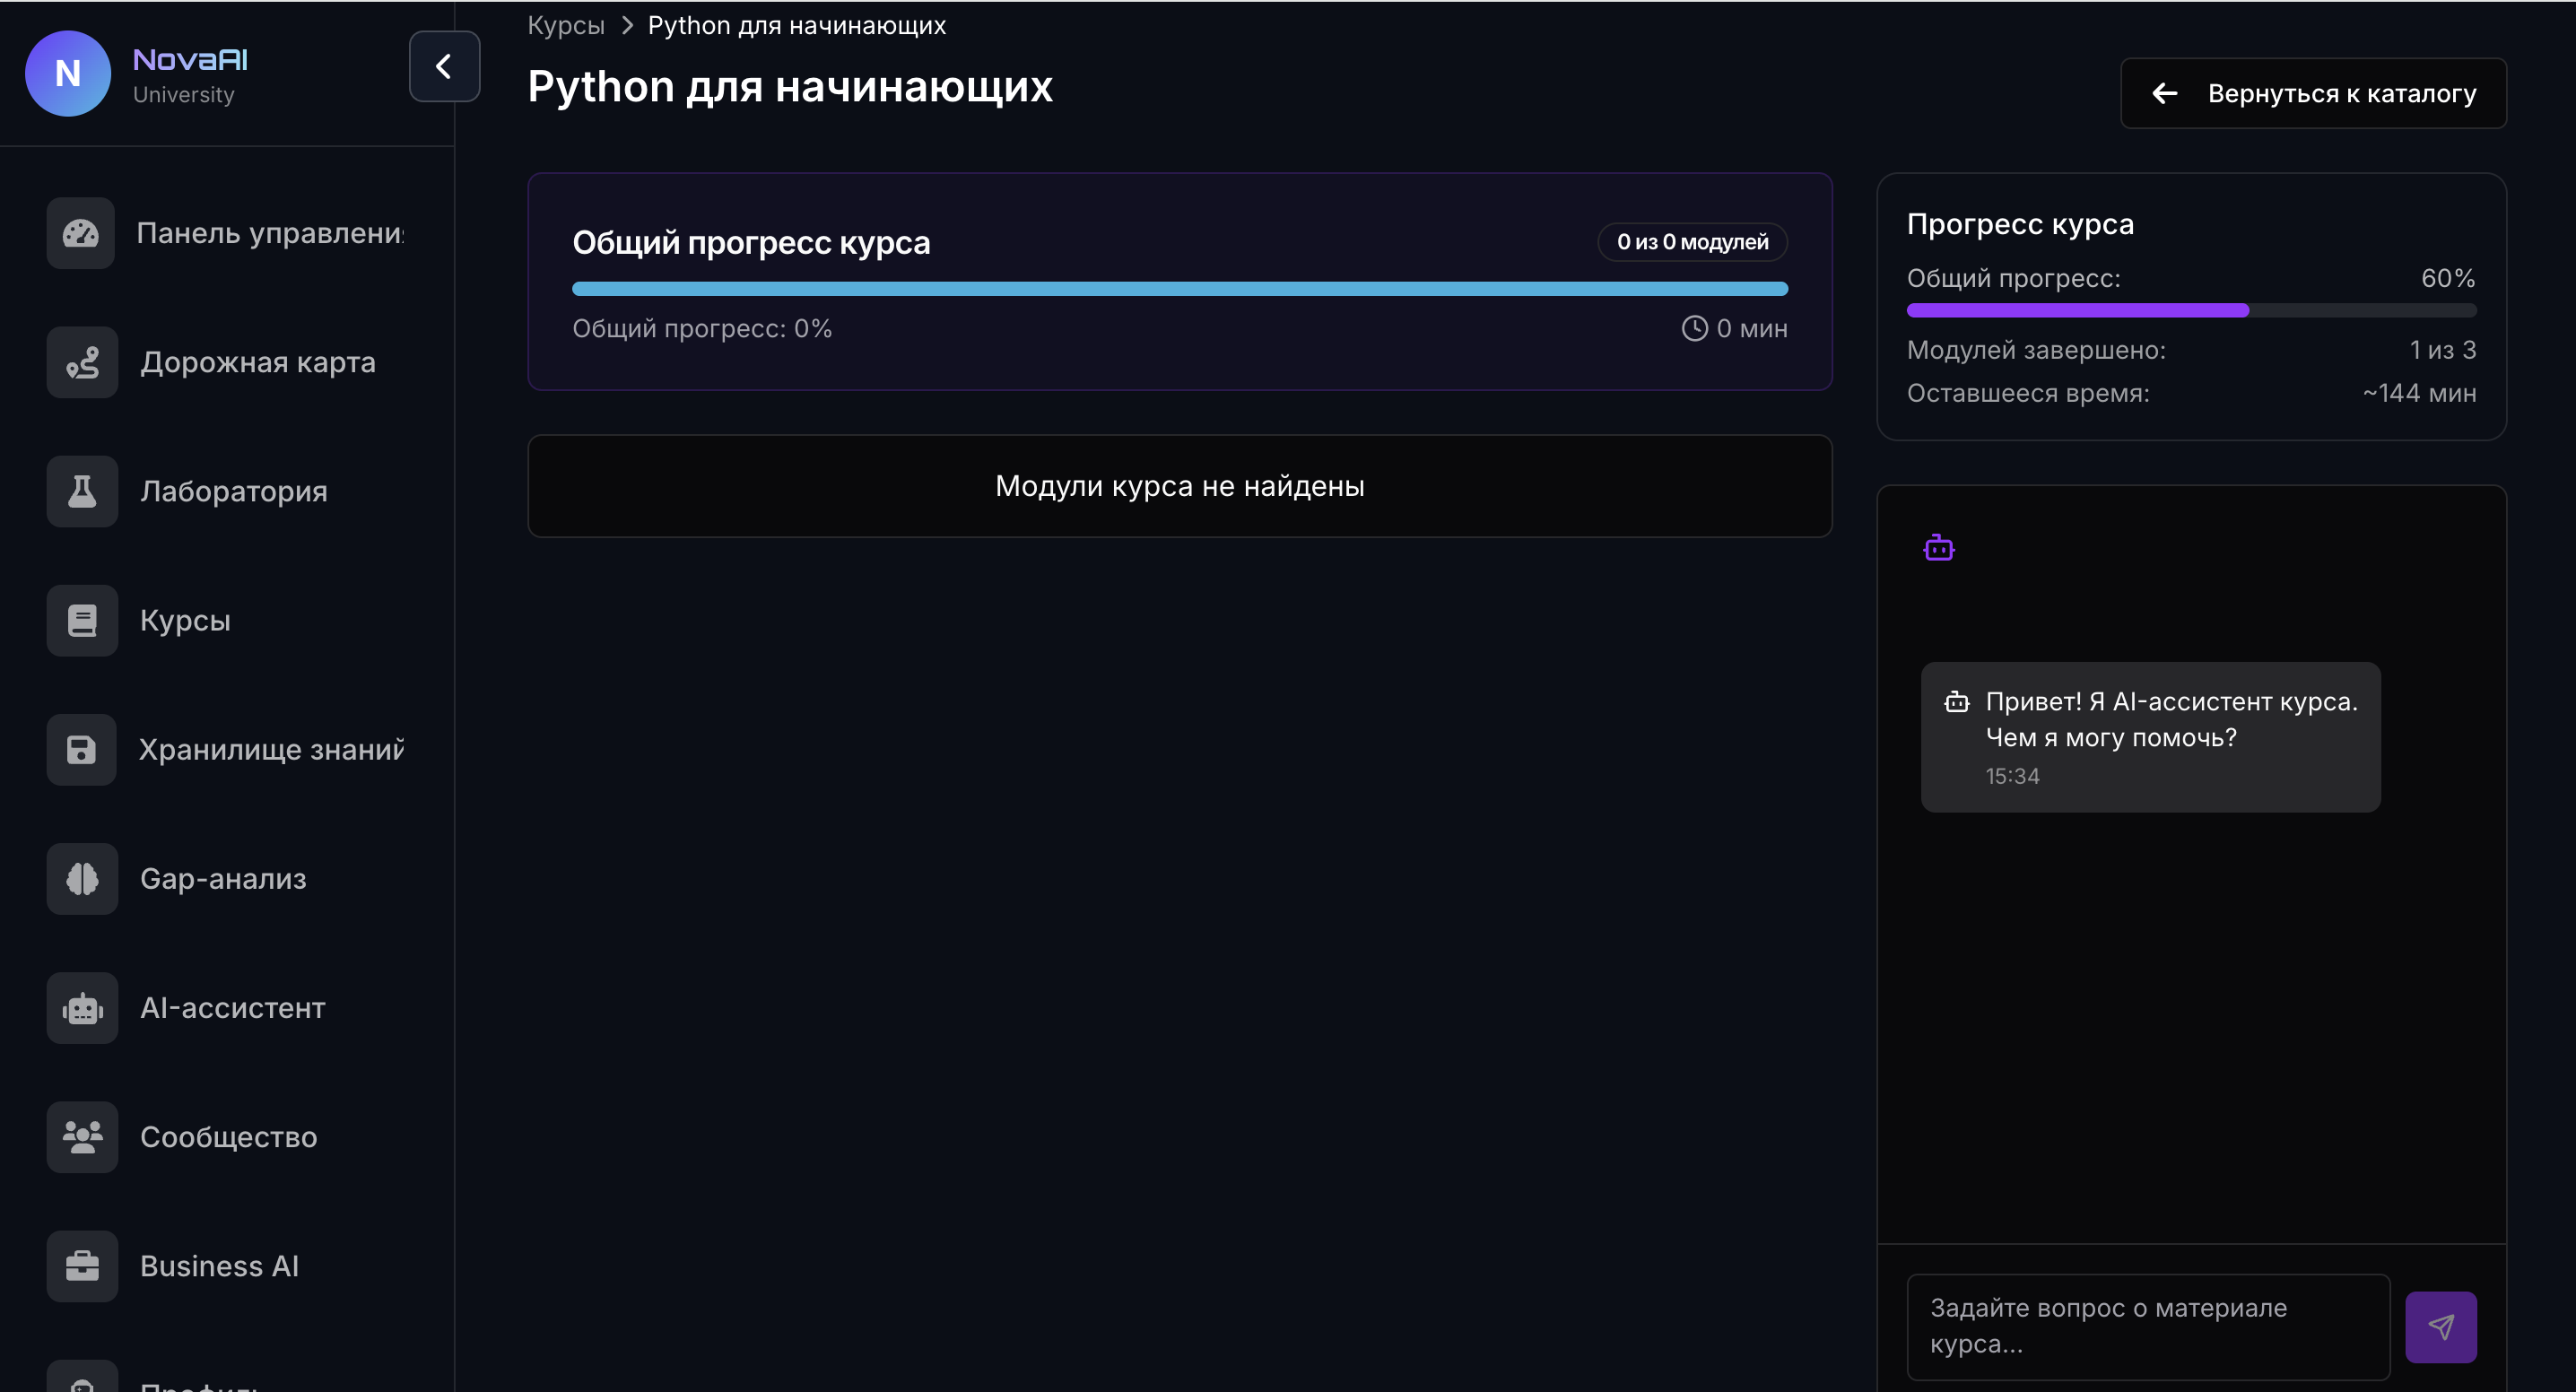 N
NovaAI
University
Панель управлени
Дорожная карта
Лаборатория
Курсы
Хранилище знаний
Gap-анализ
AI-ассистент
Сообщество
Business AI
Курсы > Python для начинающих
Python для начинающих
Вернуться к каталогу
Общий прогресс курса
0 из 0 модулей
Общий прогресс: 0%
0 мин
Модули курса не найдены
Прогресс курса
Общий прогресс: 60%
Модулей завершено: 1 из 3
Оставшееся время: ~144 мин
Привет! Я AI-ассистент курса.
Чем я могу помочь?
15:34
Задайте вопрос о материале
курса...